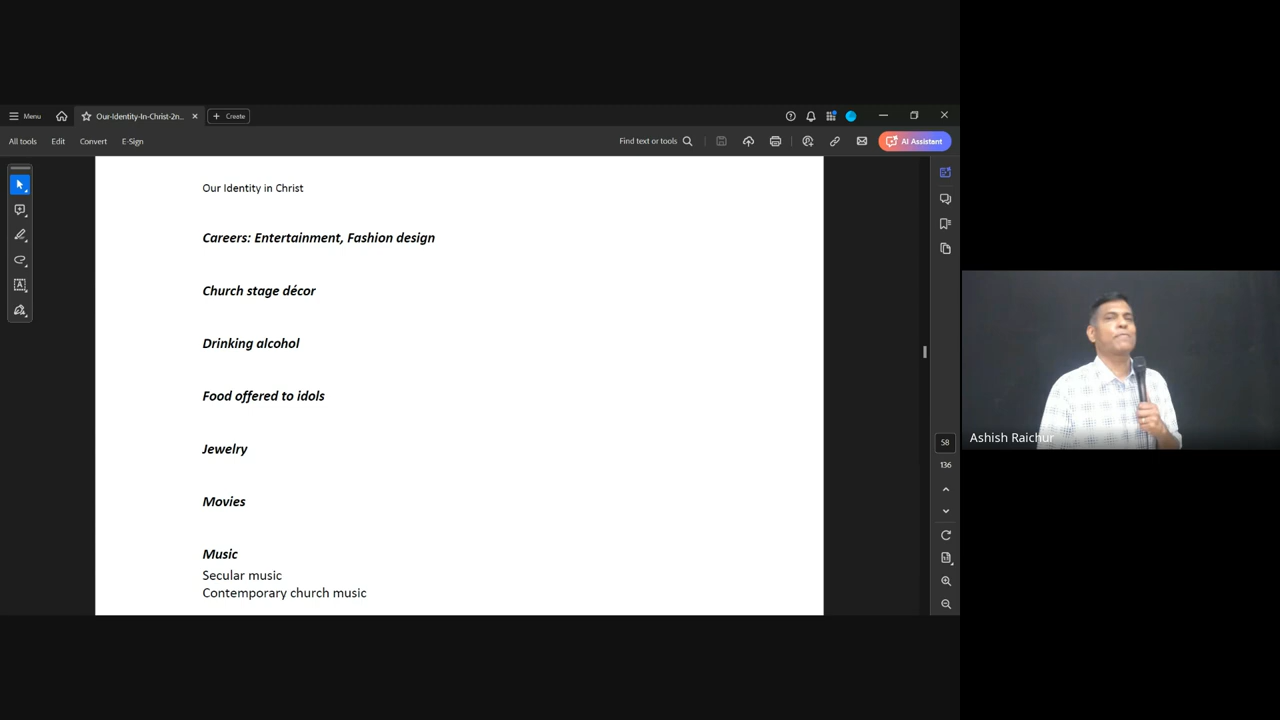 Menu
Our-Identity-In-Christ-2n...
Create
All tools
Edit
Convert
E-Sign
Find text or tools
AI Assistant
Our Identity in Christ
Careers: Entertainment, Fashion design
Church stage décor
Drinking alcohol
Food offered to idols
Jewelry
Movies
Music
Secular music
Contemporary church music
58
136
Ashish Raichur